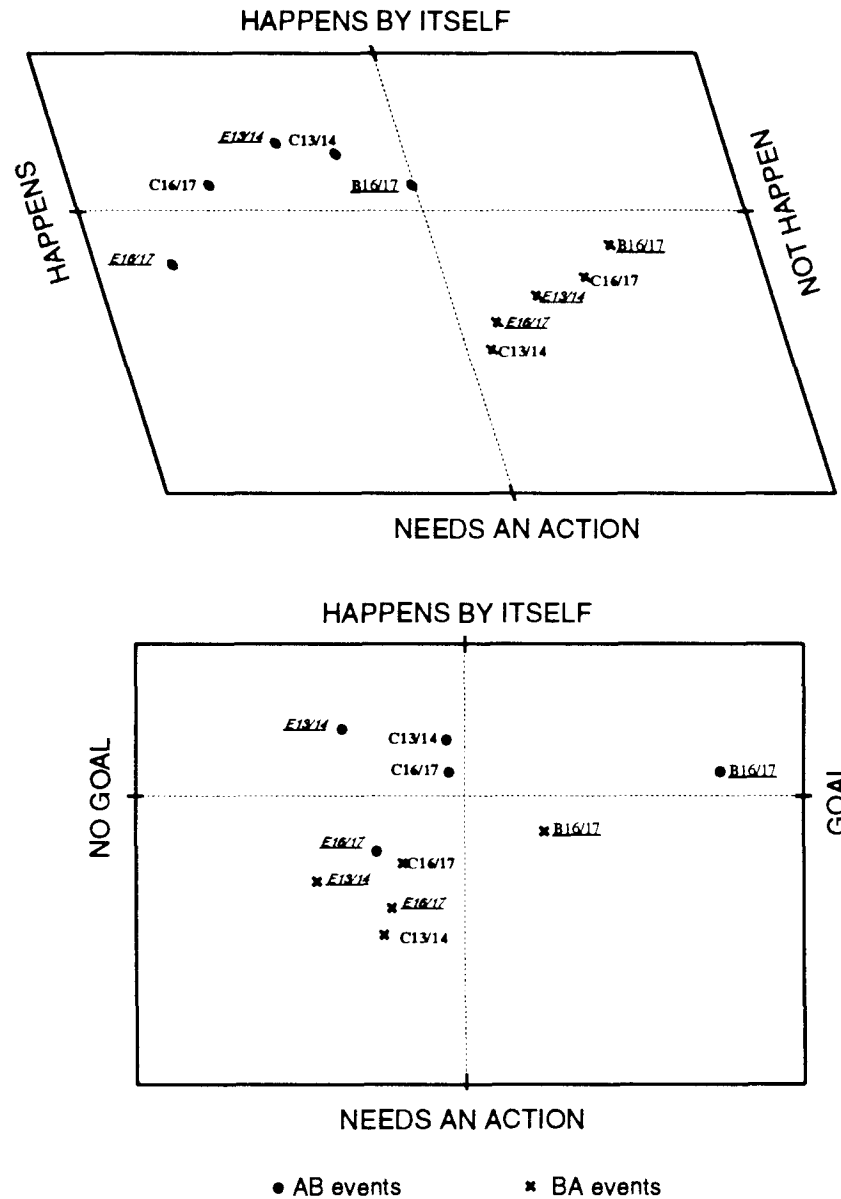 HAPPENS BY ITSELF
E13/14 C13/14
C16/17 B16/17
HAPPENS
NOT HAPPEN
E16/17
B16/17
C16/17
E13/14
E16/17
C13/14
NEEDS AN ACTION
HAPPENS BY ITSELF
E13/14
C13/14
C16/17
B16/17
NO GOAL
GOAL
B16/17
E16/17
C16/17
E13/14
E16/17
C13/14
NEEDS AN ACTION
AB events
BA events